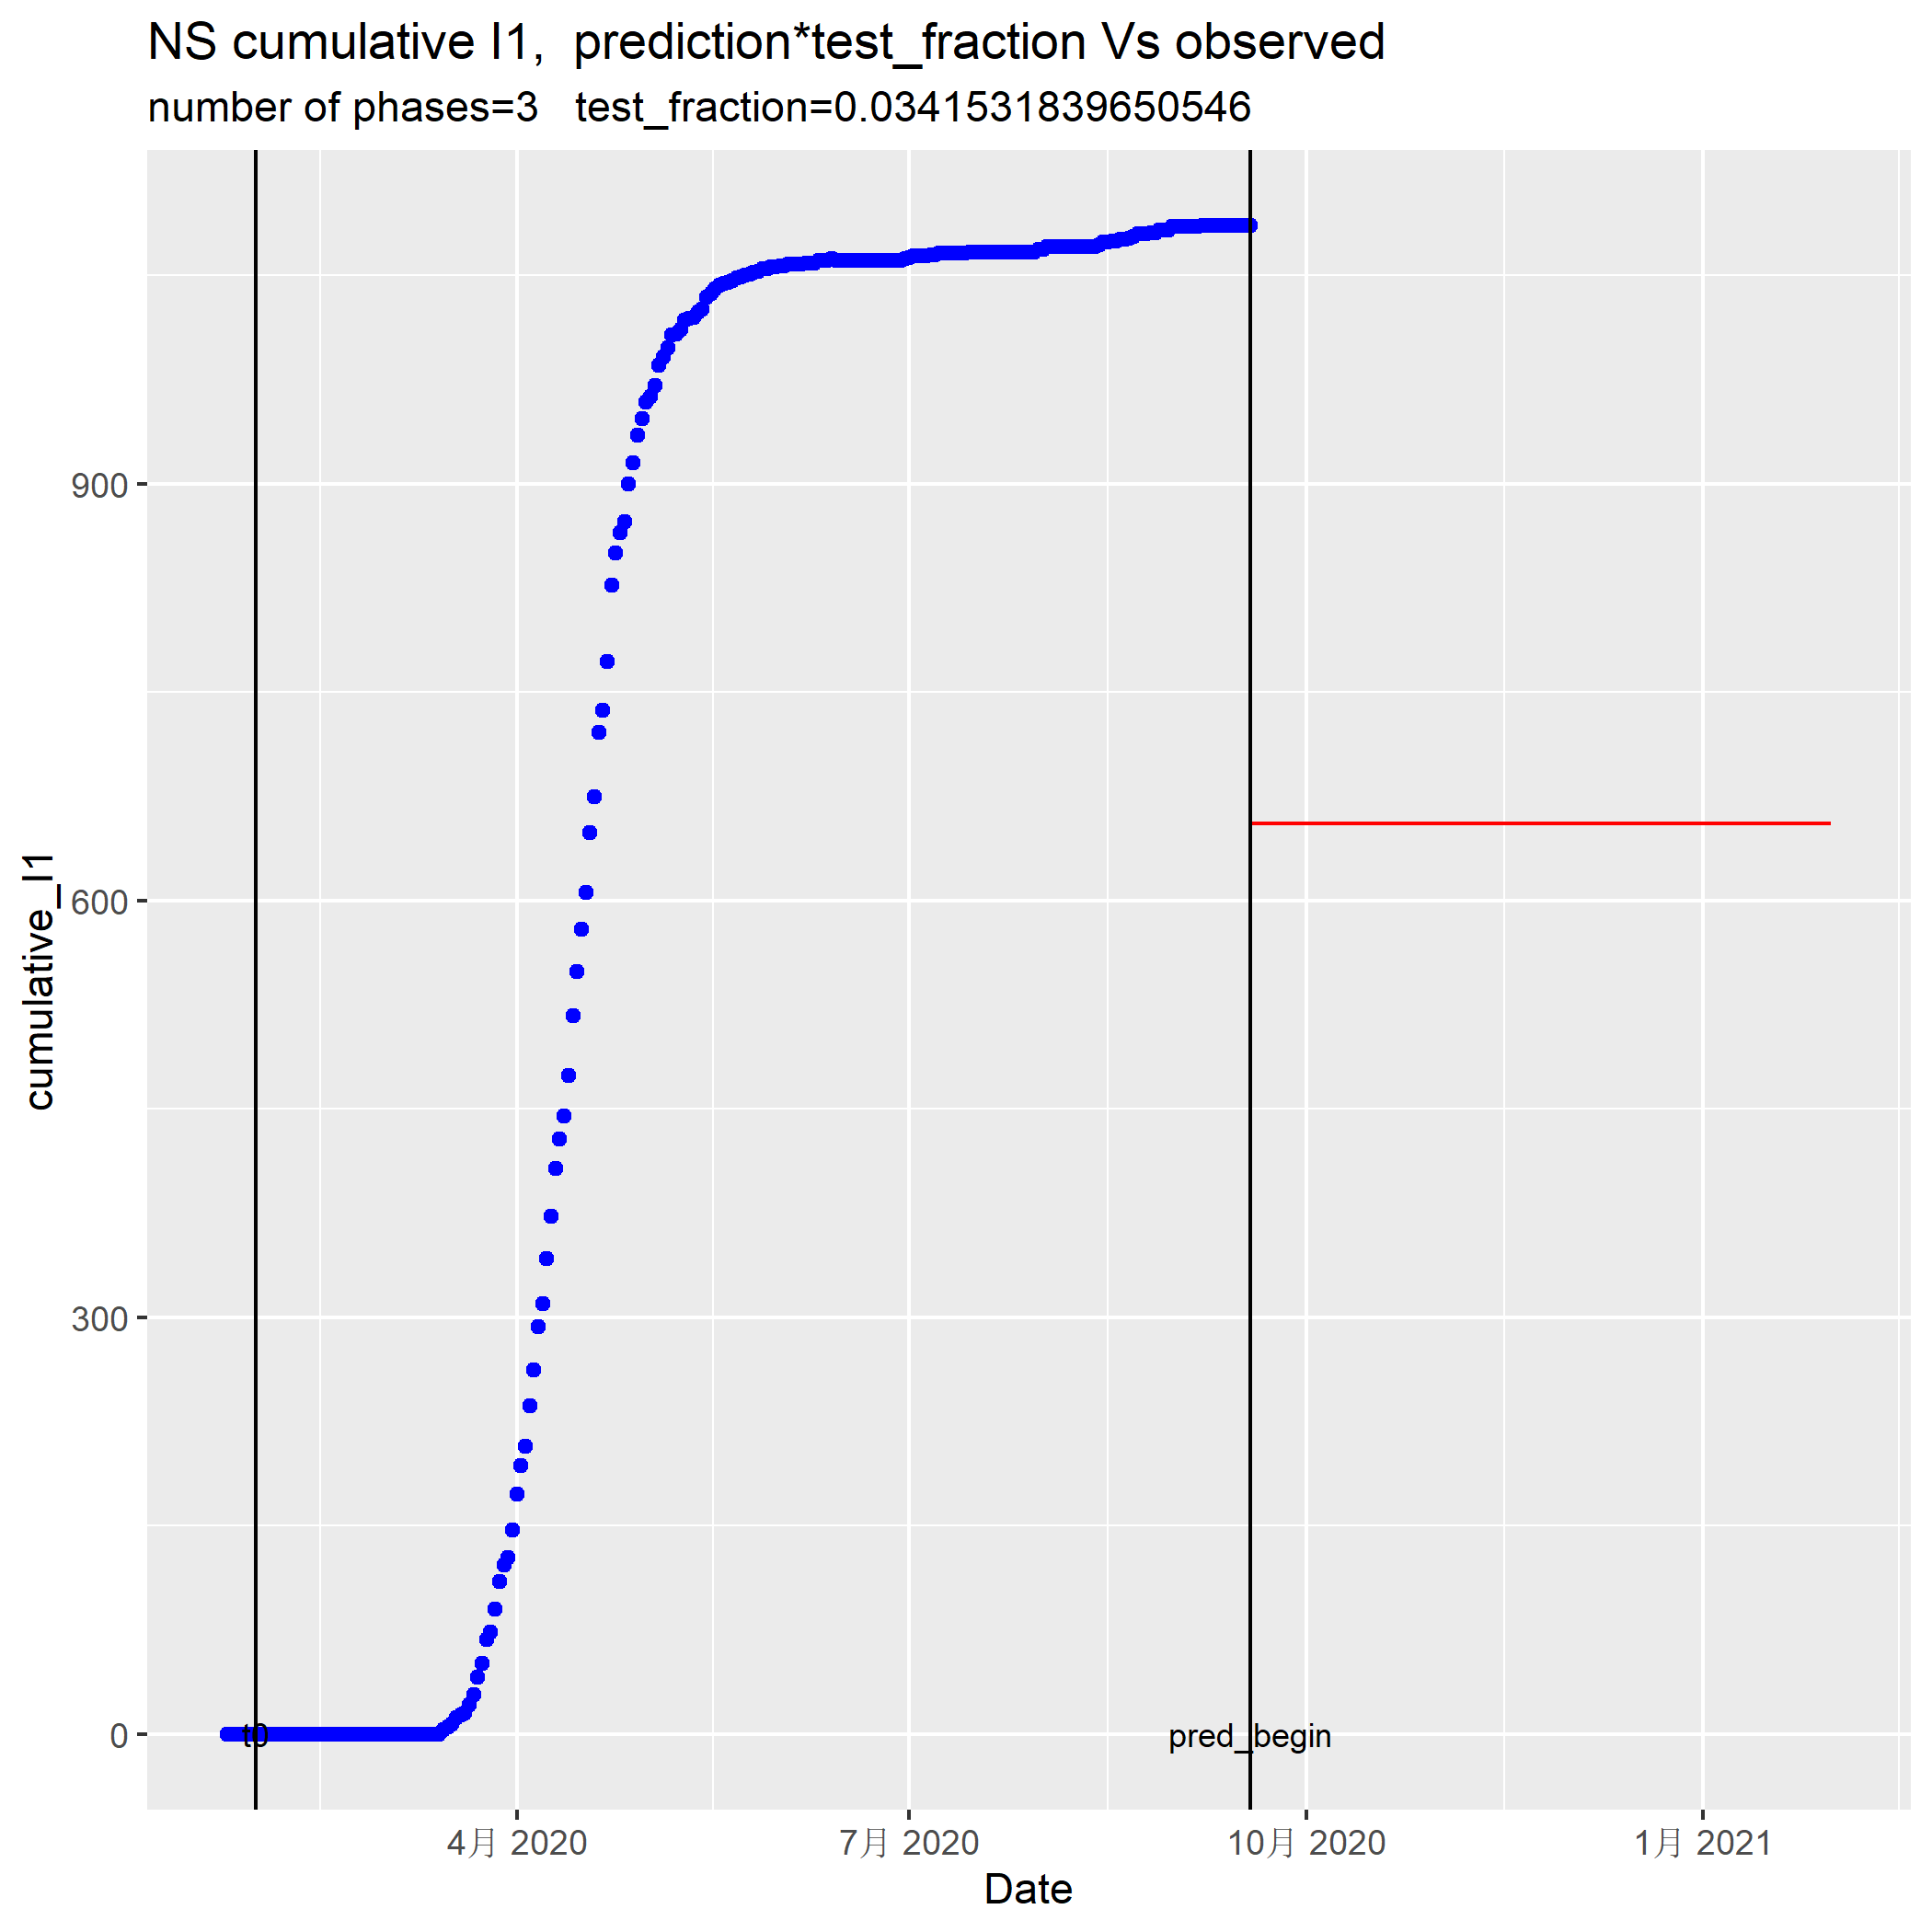 NS cumulative I1,  prediction*test_fraction Vs observed
number of phases=3   test_fraction=0.0341531839650546
cumulative_I1
900
600
300
0
t0
pred_begin
4月 2020
7月 2020
10月 2020
1月 2021
Date